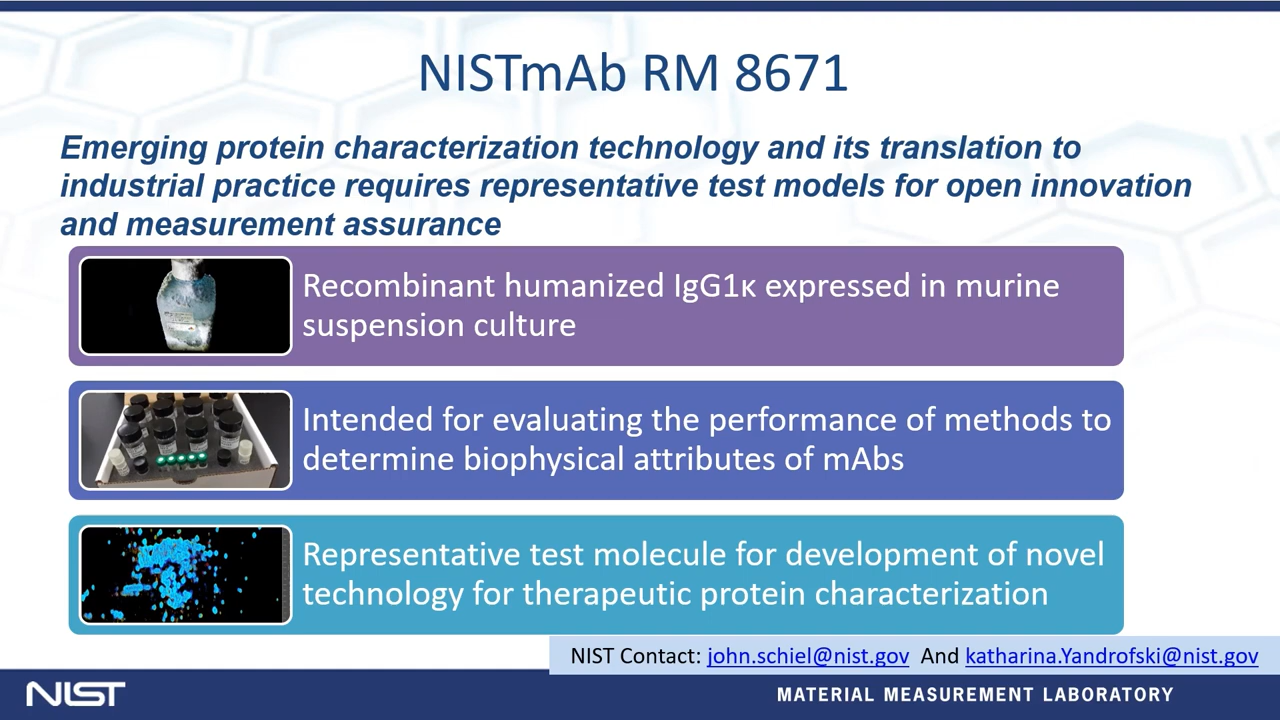 NISTmAb RM 8671
Emerging protein characterization technology and its translation to
industrial practice requires representative test models for open innovation
and measurement assurance
Recombinant humanized IgG1κ expressed in murine
suspension culture
Intended for evaluating the performance of methods to
determine biophysical attributes of mAbs
Representative test molecule for development of novel
technology for therapeutic protein characterization
NIST Contact: john.schiel@nist.gov And katharina.Yandrofski@nist.gov
NIST
MATERIAL MEASUREMENT LABORATORY